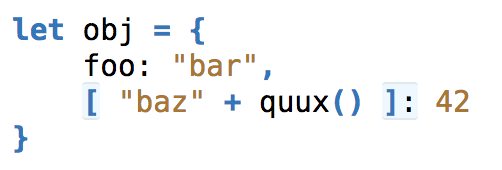 let obj = {
    foo: "bar",
    [ "baz" + quux() ]: 42
}